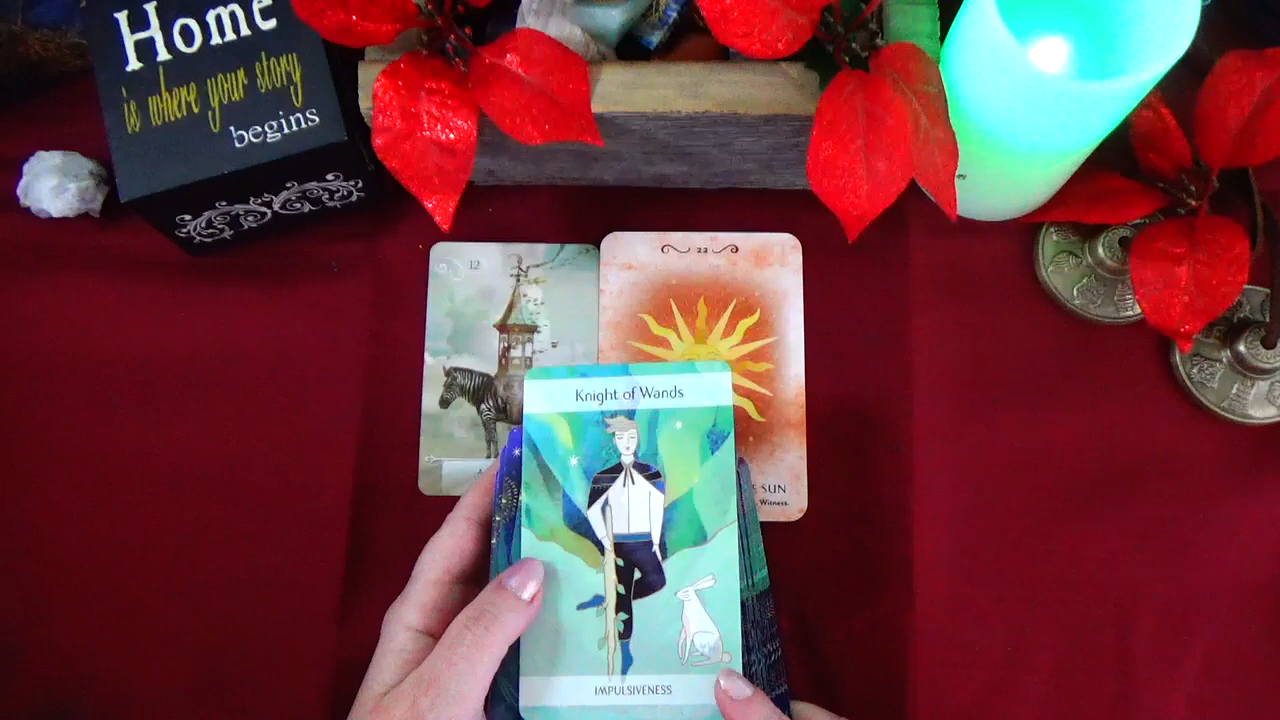 Home
is where your story
begins
12
22
SUN
Witness.
Knight of Wands
IMPULSIVENESS